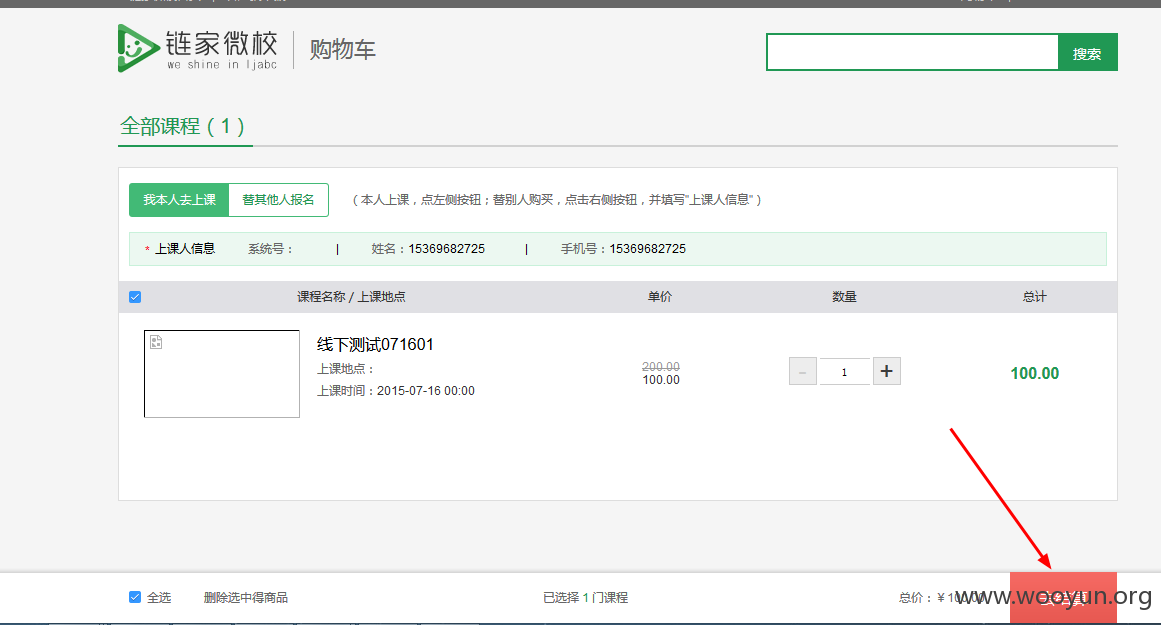 链家微校
we shine in ljabc
购物车
搜索
全部课程（1）
我本人去上课 替其他人报名 （本人上课，点左侧按钮；替别人购买，点击右侧按钮，并填写"上课人信息"）
* 上课人信息 系统号： | 姓名：15369682725 | 手机号：15369682725
课程名称 / 上课地点 单价 数量 总计
线下测试071601
上课地点：
上课时间：2015-07-16 00:00
200.00
100.00
- 1 +
100.00
全选 删除选中得商品 已选择 1 门课程 总价：¥ 100.00 去结算
www.wooyun.org